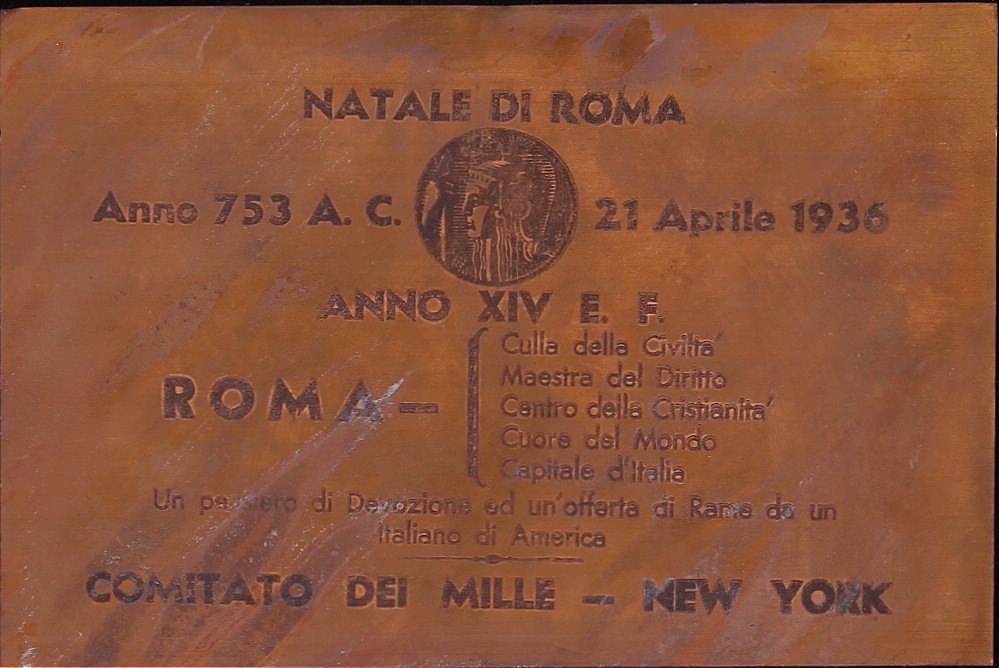 NATALE DI ROMA
Anno 753 A. C. 21 Aprile 1936
ANNO XIV E. F.
ROMA —
Culla della Civilta'
Maestra del Diritto
Centro della Cristianita'
Cuore del Mondo
Capitale d'Italia
Un pensiero di Devozione ed un'offerta di Rame da un
Italiano di America
COMITATO DEI MILLE — NEW YORK